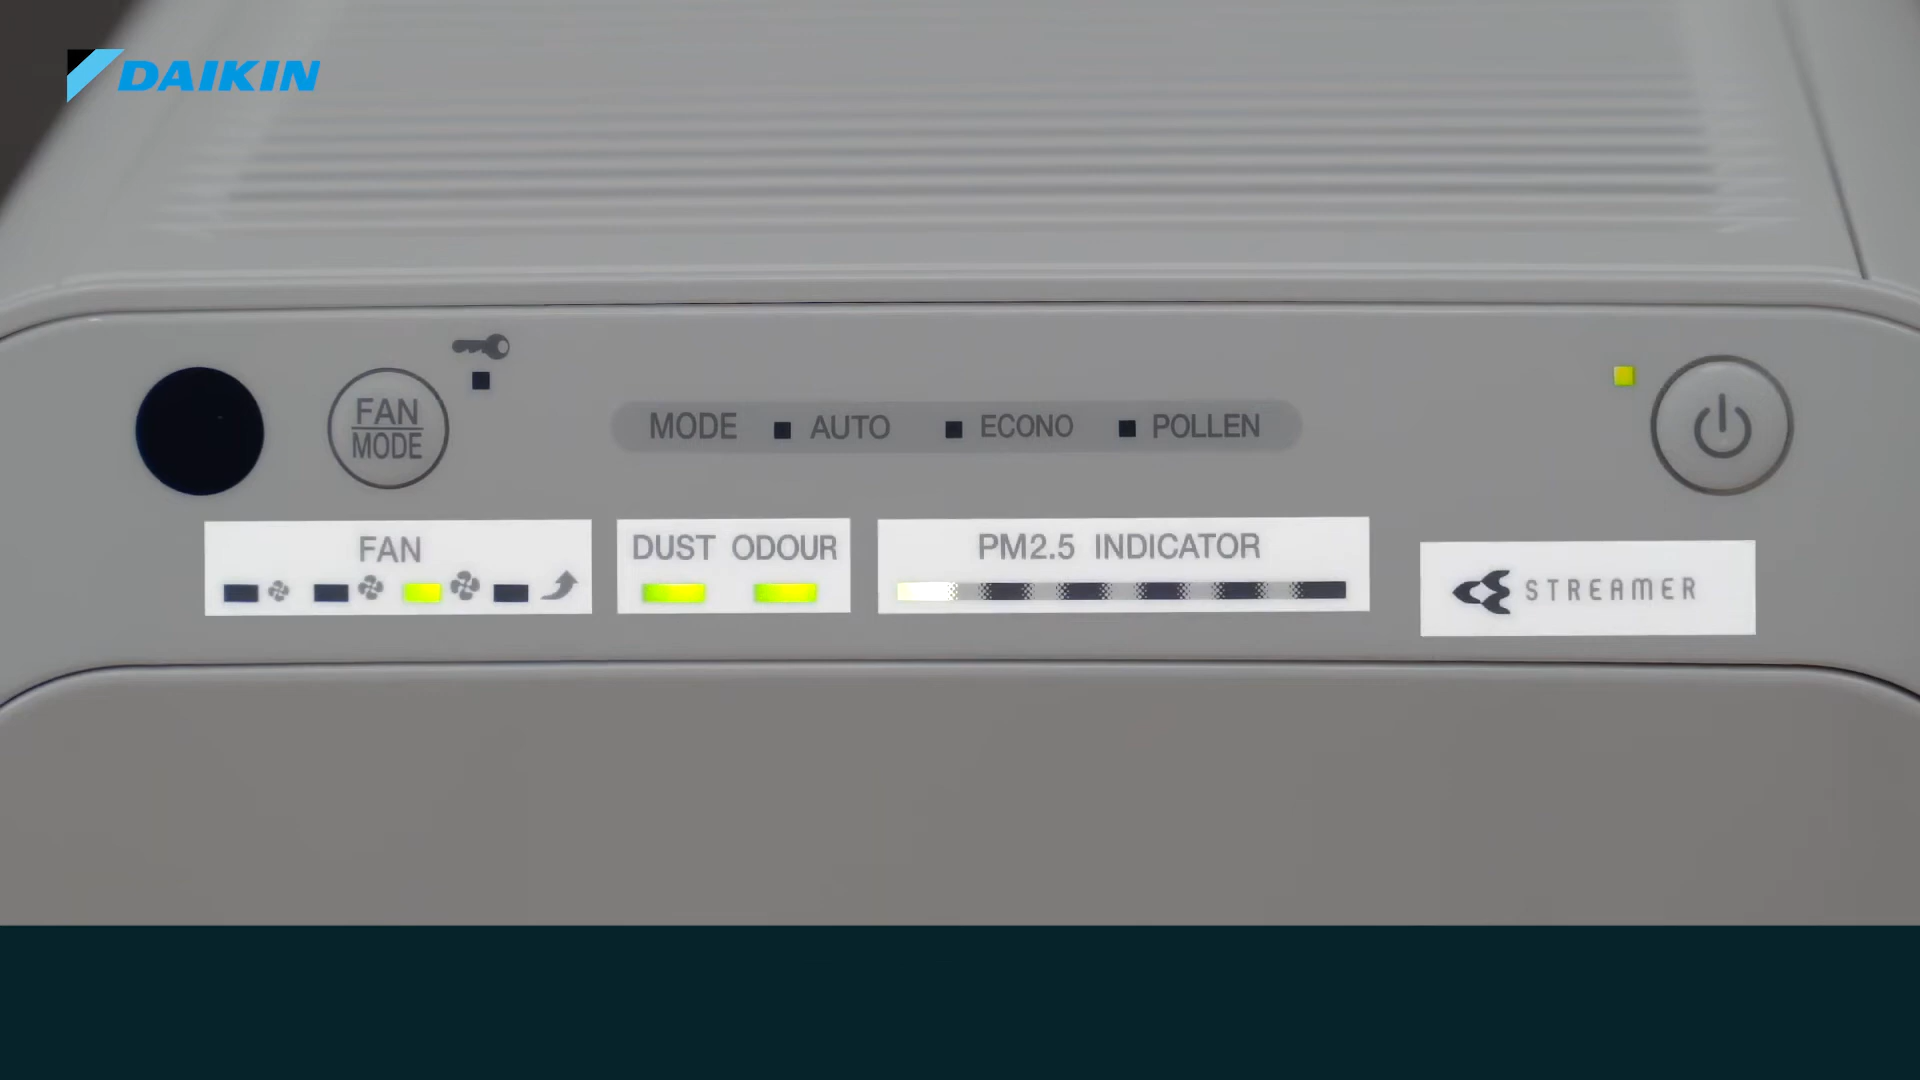 DAIKIN
FAN
MODE
MODE AUTO ECONO POLLEN
FAN
DUST ODOUR
PM2.5 INDICATOR
STREAMER